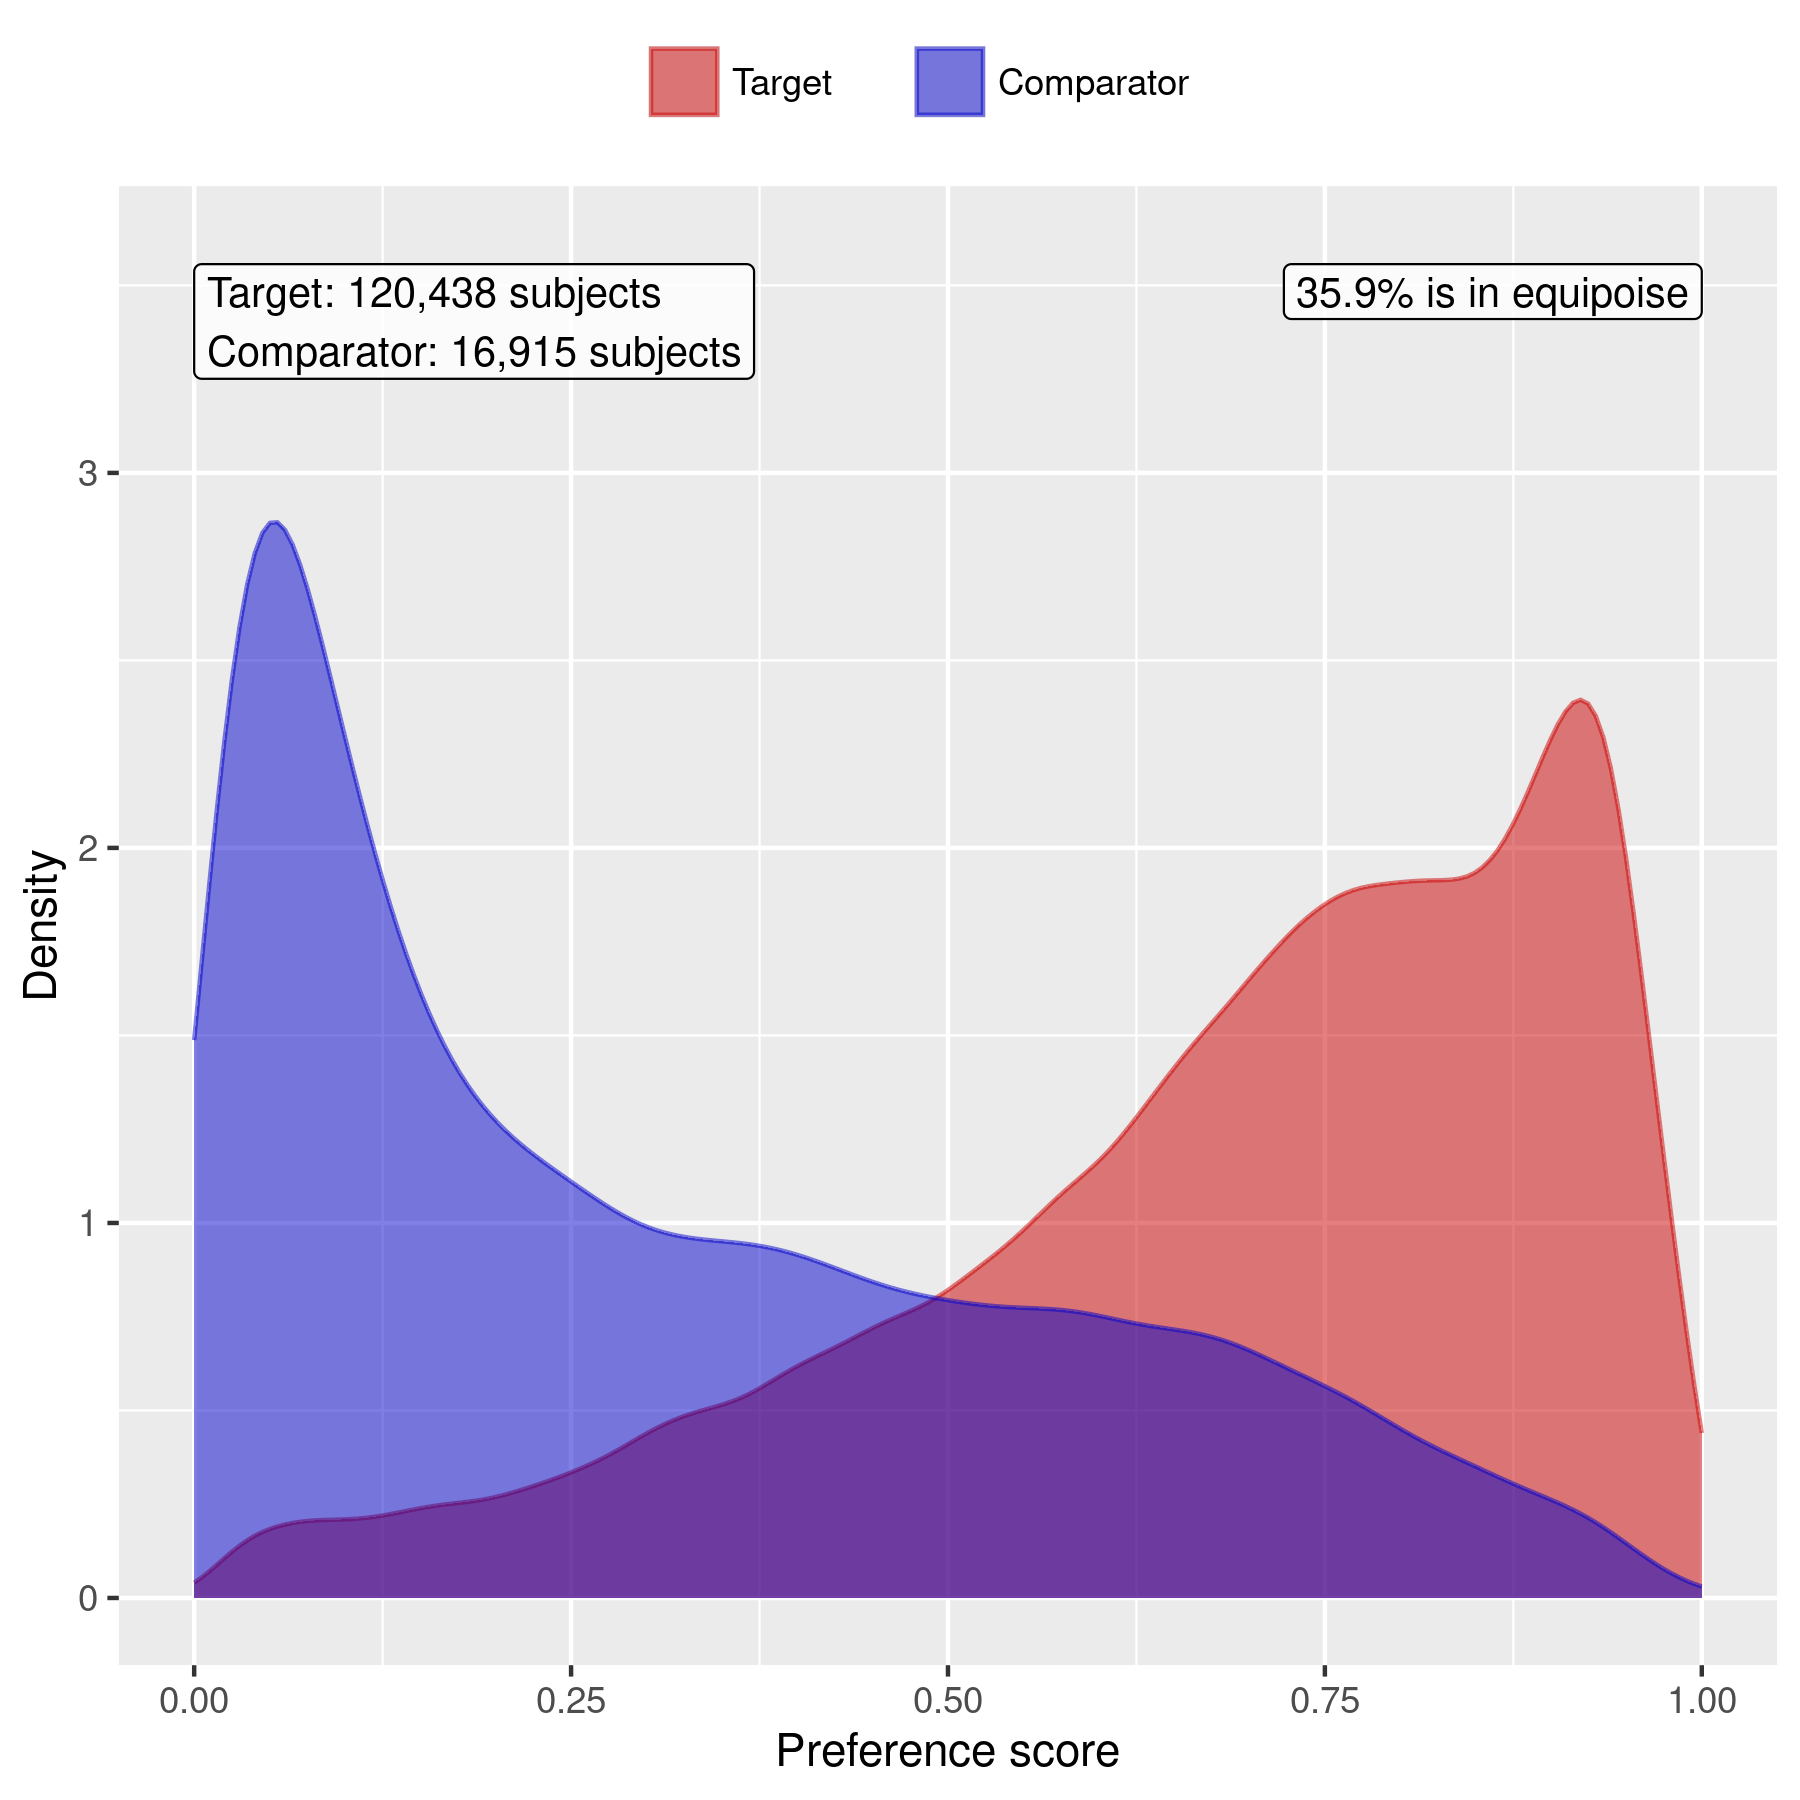 Target
Comparator
Target: 120,438 subjects
Comparator: 16,915 subjects
35.9% is in equipoise
3
2
1
0
Density
0.00
0.25
0.50
0.75
1.00
Preference score